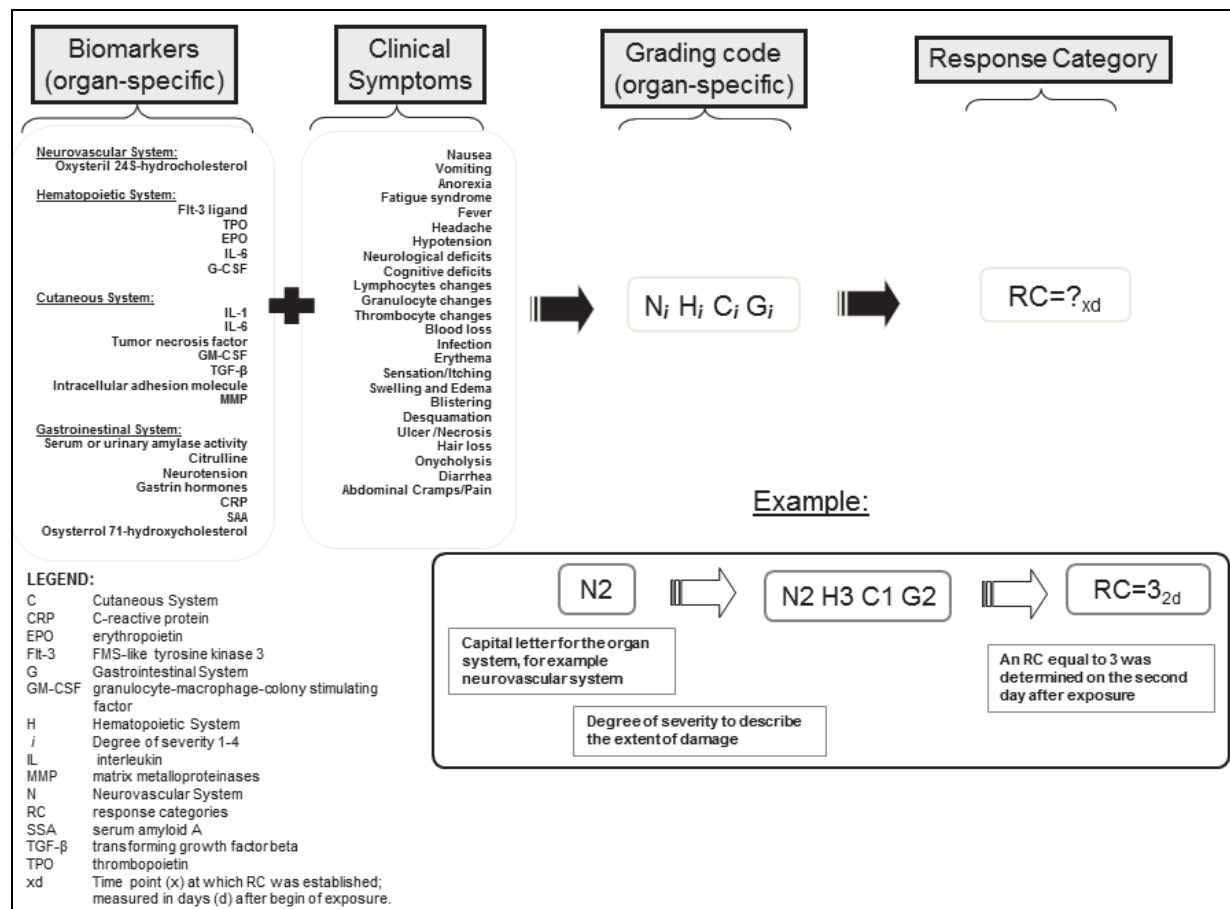 Biomarkers
(organ-specific)
Clinical
Symptoms
Grading code
(organ-specific)
Response Category
Neurovascular System:
Oxysteril 24S-hydrocholesterol
Hematopoietic System:
Flt-3 ligand
TPO
EPO
IL-6
G-CSF
Cutaneous System:
IL-1
IL-6
Tumor necrosis factor
GM-CSF
TGF-β
Intracellular adhesion molecule
MMP
Gastroinestinal System:
Serum or urinary amylase activity
Citrulline
Neurotension
Gastrin hormones
CRP
SAA
Osysterrol 71-hydroxycholesterol
Nausea
Vomiting
Anorexia
Fatigue syndrome
Fever
Headache
Hypotension
Neurological deficits
Cognitive deficits
Lymphocytes changes
Granulocyte changes
Thrombocyte changes
Blood loss
Infection
Erythema
Sensation/Itching
Swelling and Edema
Blistering
Desquamation
Ulcer /Necrosis
Hair loss
Onycholysis
Diarrhea
Abdominal Cramps/Pain
Ni Hi Ci Gi
RC=?xd
Example:
N2
N2 H3 C1 G2
RC=32d
Capital letter for the organ
system, for example
neurovascular system
Degree of severity to describe
the extent of damage
An RC equal to 3 was
determined on the second
day after exposure
LEGEND:
C Cutaneous System
CRP C-reactive protein
EPO erythropoietin
Flt-3 FMS-like tyrosine kinase 3
G Gastrointestinal System
GM-CSF granulocyte-macrophage-colony stimulating
factor
H Hematopoietic System
i Degree of severity 1-4
IL interleukin
MMP matrix metalloproteinases
N Neurovascular System
RC response categories
SSA serum amyloid A
TGF-β transforming growth factor beta
TPO thrombopoietin
xd Time point (x) at which RC was established;
measured in days (d) after begin of exposure.